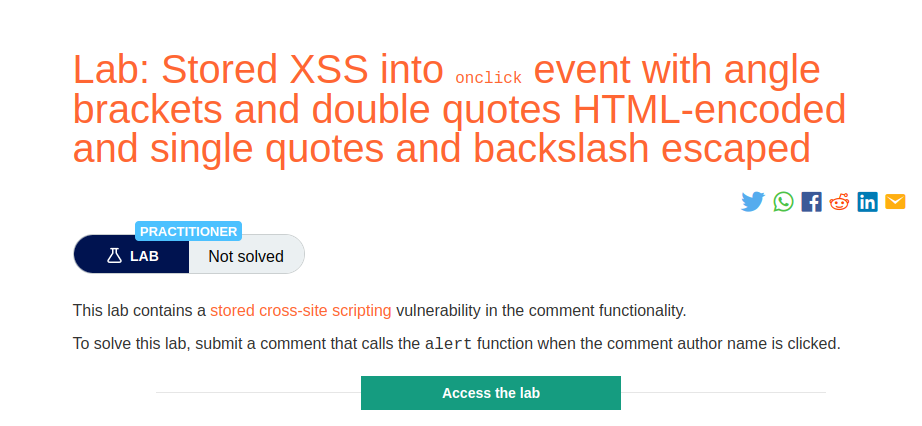 Lab: Stored XSS into onclick event with angle
brackets and double quotes HTML-encoded
and single quotes and backslash escaped
PRACTITIONER
LAB
Not solved
This lab contains a stored cross-site scripting vulnerability in the comment functionality.
To solve this lab, submit a comment that calls the alert function when the comment author name is clicked.
Access the lab